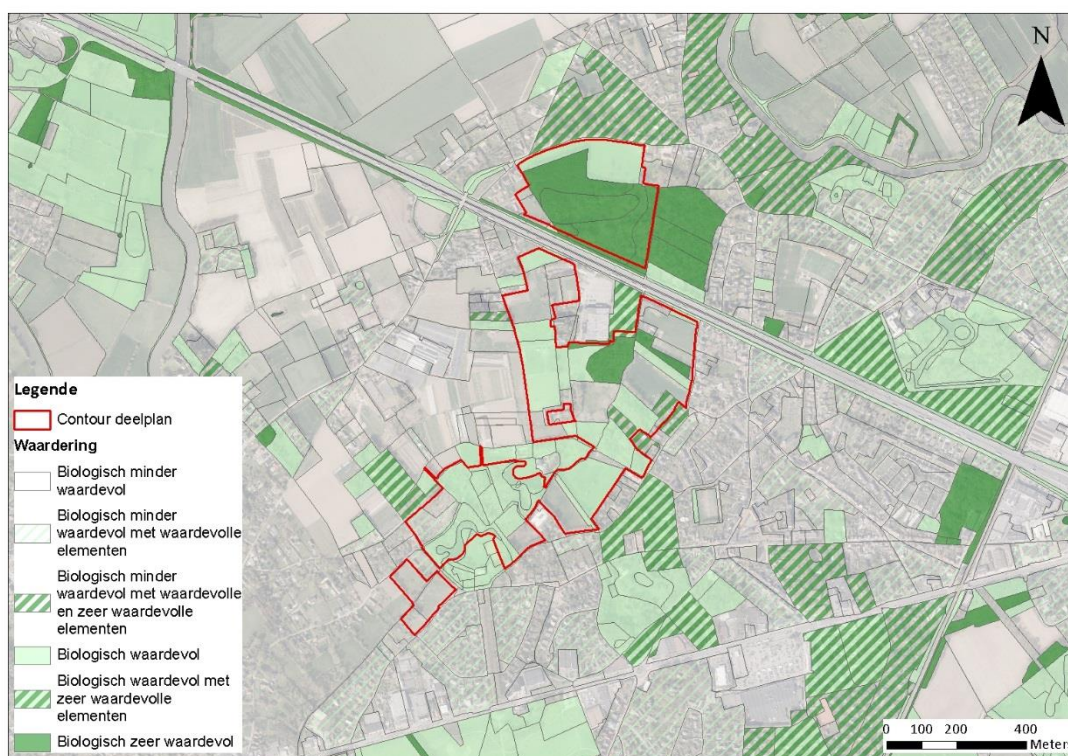 N
Legende
Contour deelplan
Waardering
Biologisch minder
waardevol
Biologisch minder
waardevol met waardevolle
elementen
Biologisch minder
waardevol met waardevolle
en zeer waardevolle
elementen
Biologisch waardevol
Biologisch waardevol met
zeer waardevolle
elementen
Biologisch zeer waardevol
0 100 200 400
Meter